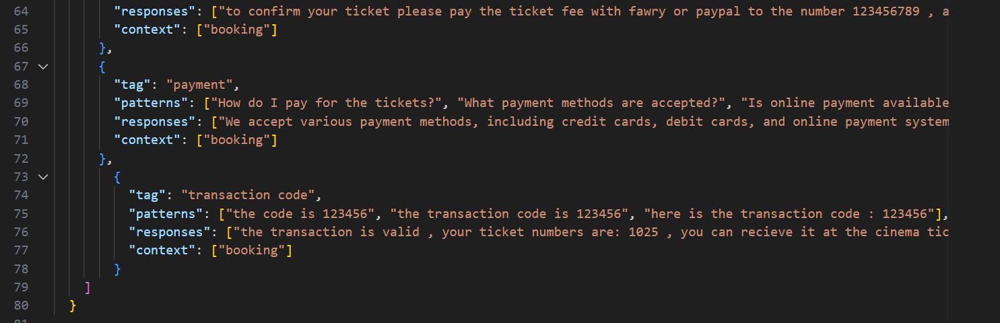 64 "responses": ["to confirm your ticket please pay the ticket fee with fawry or paypal to the number 123456789 , a
65 "context": ["booking"]
66 },
67 {
68 "tag": "payment",
69 "patterns": ["How do I pay for the tickets?", "What payment methods are accepted?", "Is online payment available
70 "responses": ["We accept various payment methods, including credit cards, debit cards, and online payment system
71 "context": ["booking"]
72 },
73 {
74 "tag": "transaction code",
75 "patterns": ["the code is 123456", "the transaction code is 123456", "here is the transaction code : 123456"],
76 "responses": ["the transaction is valid , your ticket numbers are: 1025 , you can recieve it at the cinema tic
77 "context": ["booking"]
78 }
79 ]
80 }
81